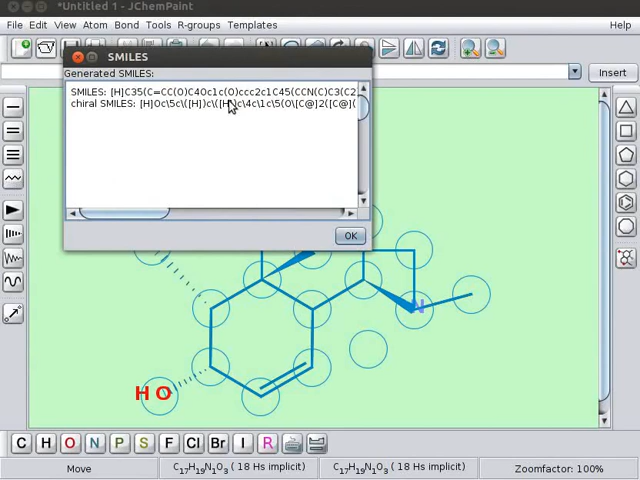 *Untitled 1 - JChemPaint
File Edit View Atom Bond Tools R-groups Templates Help
SMILES
Generated SMILES:
SMILES: [H]C35(C=CC(O)C4Oc1c(O)ccc2c1C45(CCN(C)C3(C2
chiral SMILES: [H]Oc\5c\([H])c\([H])c\4c\1c\5(O\[C@]2([C@](
OK
Insert
N
H O
C H O N P S F Cl Br I R
Move
C17H19N1O3 ( 18 Hs implicit)
C17H19N1O3 ( 18 Hs implicit)
Zoomfactor: 100%